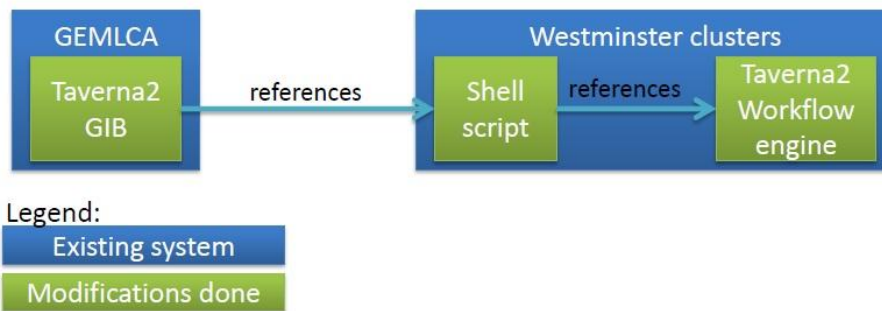 GEMLCA
Westminster clusters
Taverna2
GIB
references
Shell
script
references
Taverna2
Workflow
engine
Legend:
Existing system
Modifications done